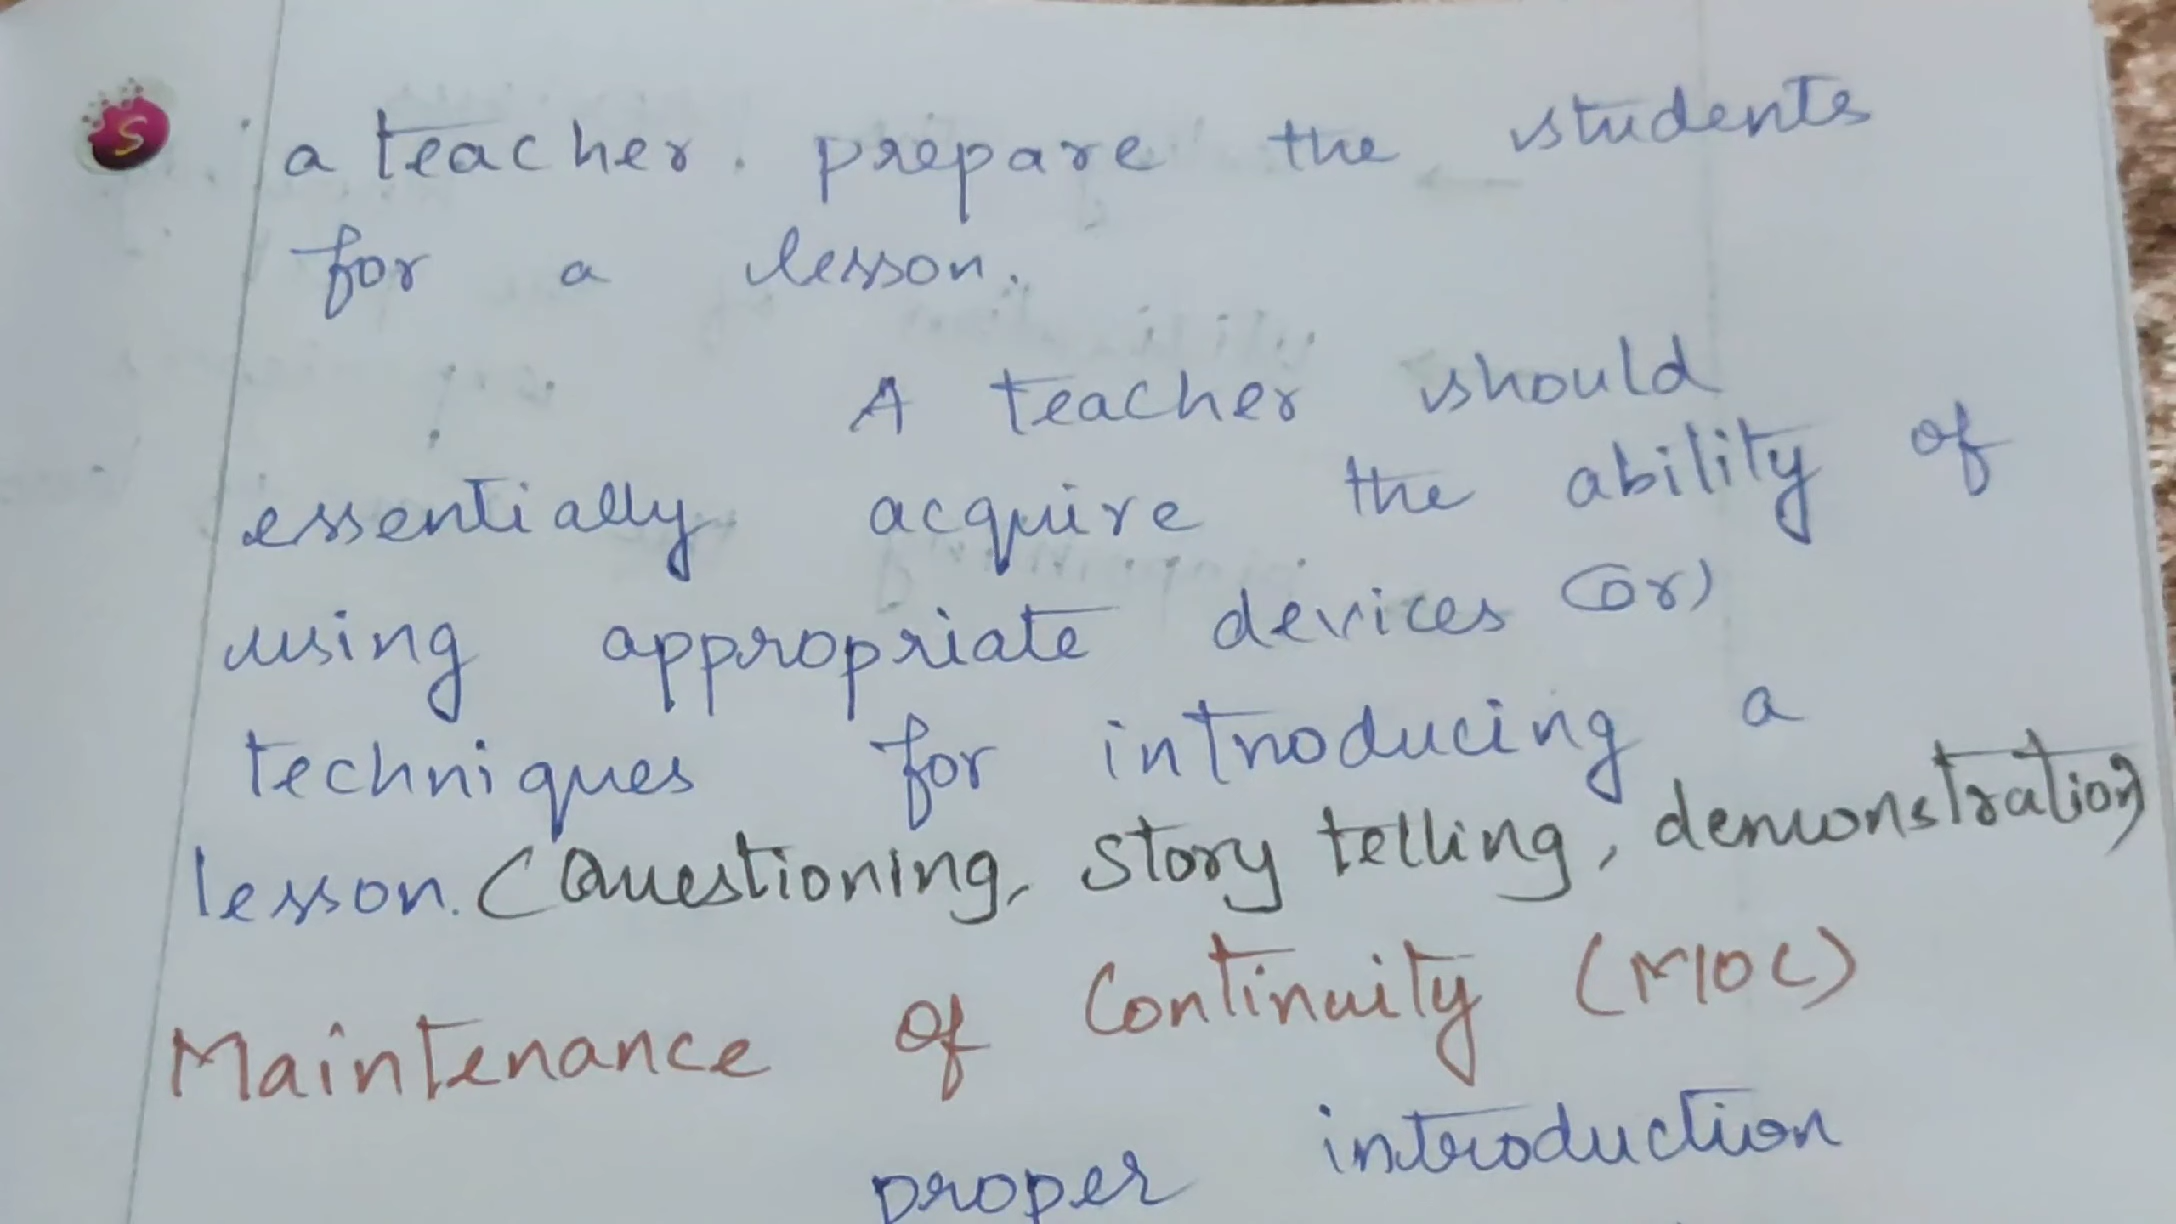 S
a teacher. prepare the students
for a lesson.
A teacher should
essentially acquire the ability of
using appropriate devices (or)
techniques for introducing a
lesson. (Questioning, story telling, demonstration)
Maintenance of Continuity (MOC)
proper introduction